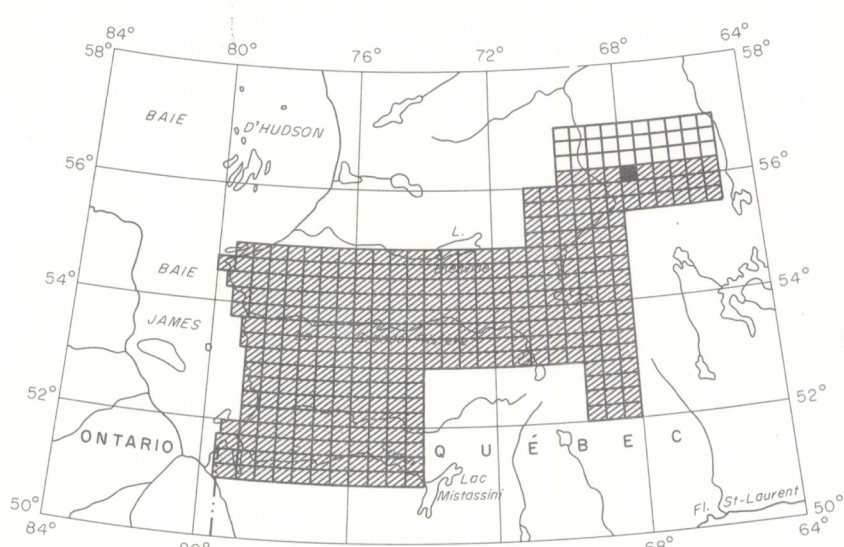 84°
80°
76°
72°
68°
64°
58°
58°
BAIE
D'HUDSON
56°
56°
L.
BAIE
54°
54°
JAMES
52°
52°
ONTARIO
QUÉBEC
Lac
Mistassini
Fl. St-Laurent
50°
50°
84°
64°